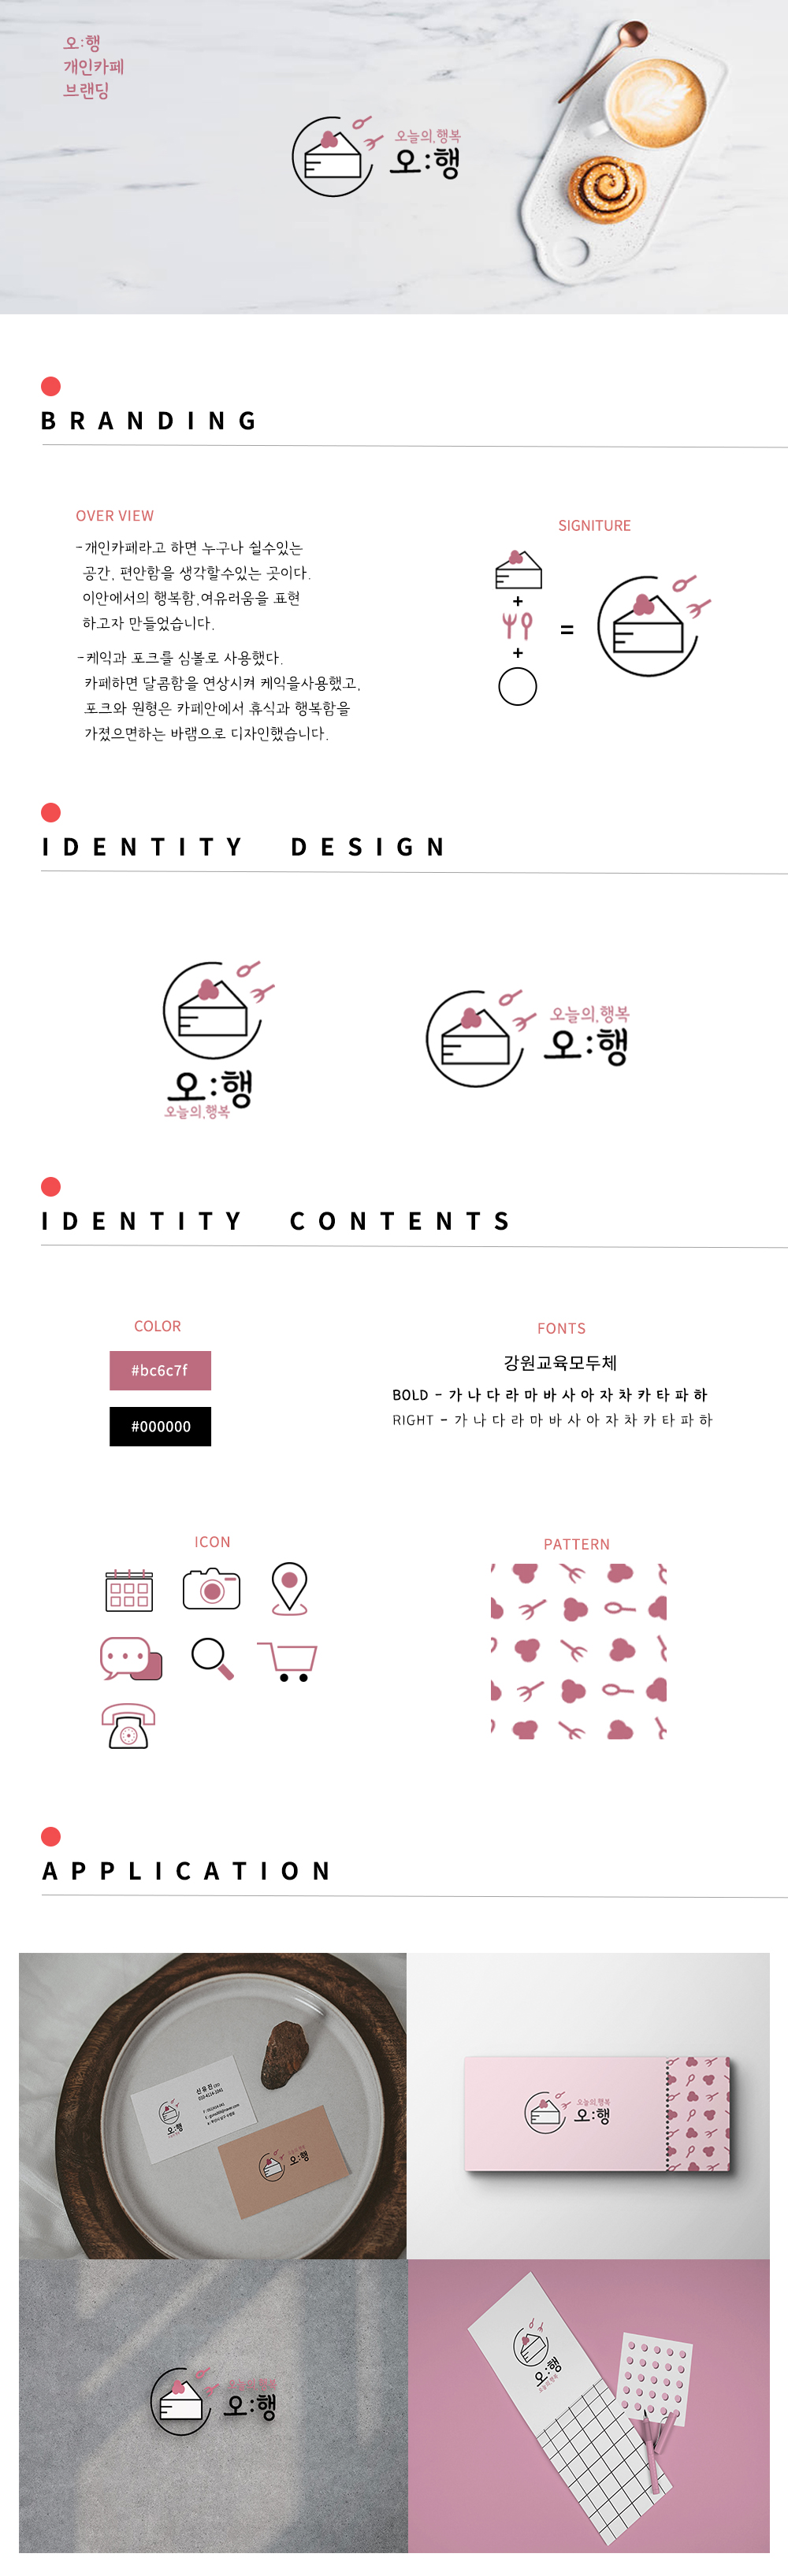 오:행
개인카페
브랜딩
오늘의.행복
오:행
BRANDING
OVER VIEW
-개인카페라고 하면 누구나 쉴수있는
공간, 편안함을 생각할수있는 곳이다.
이안에서의 행복함,여유러움을 표현
하고자 만들었습니다.
-케익과 포크를 심볼로 사용했다.
카페하면 달콤함을 연상시켜 케익을사용했고,
포크와 원형은 카페안에서 휴식과 행복함을
가졌으면하는 바램으로 디자인했습니다.
SIGNITURE
+
+
=
IDENTITY DESIGN
오:행
오늘의.행복
오늘의.행복
오:행
IDENTITY CONTENTS
COLOR
#bc6c7f
#000000
FONTS
강원교육모두체
BOLD - 가 나 다 라 마 바 사 아 자 차 카 타 파 하
RIGHT - 가 나 다 라 마 바 사 아 자 차 카 타 파 하
ICON
PATTERN
APPLICATION
오:행
오:행
오늘의.행복
오:행
오늘의.행복
오:행
오:행
오늘의.행복